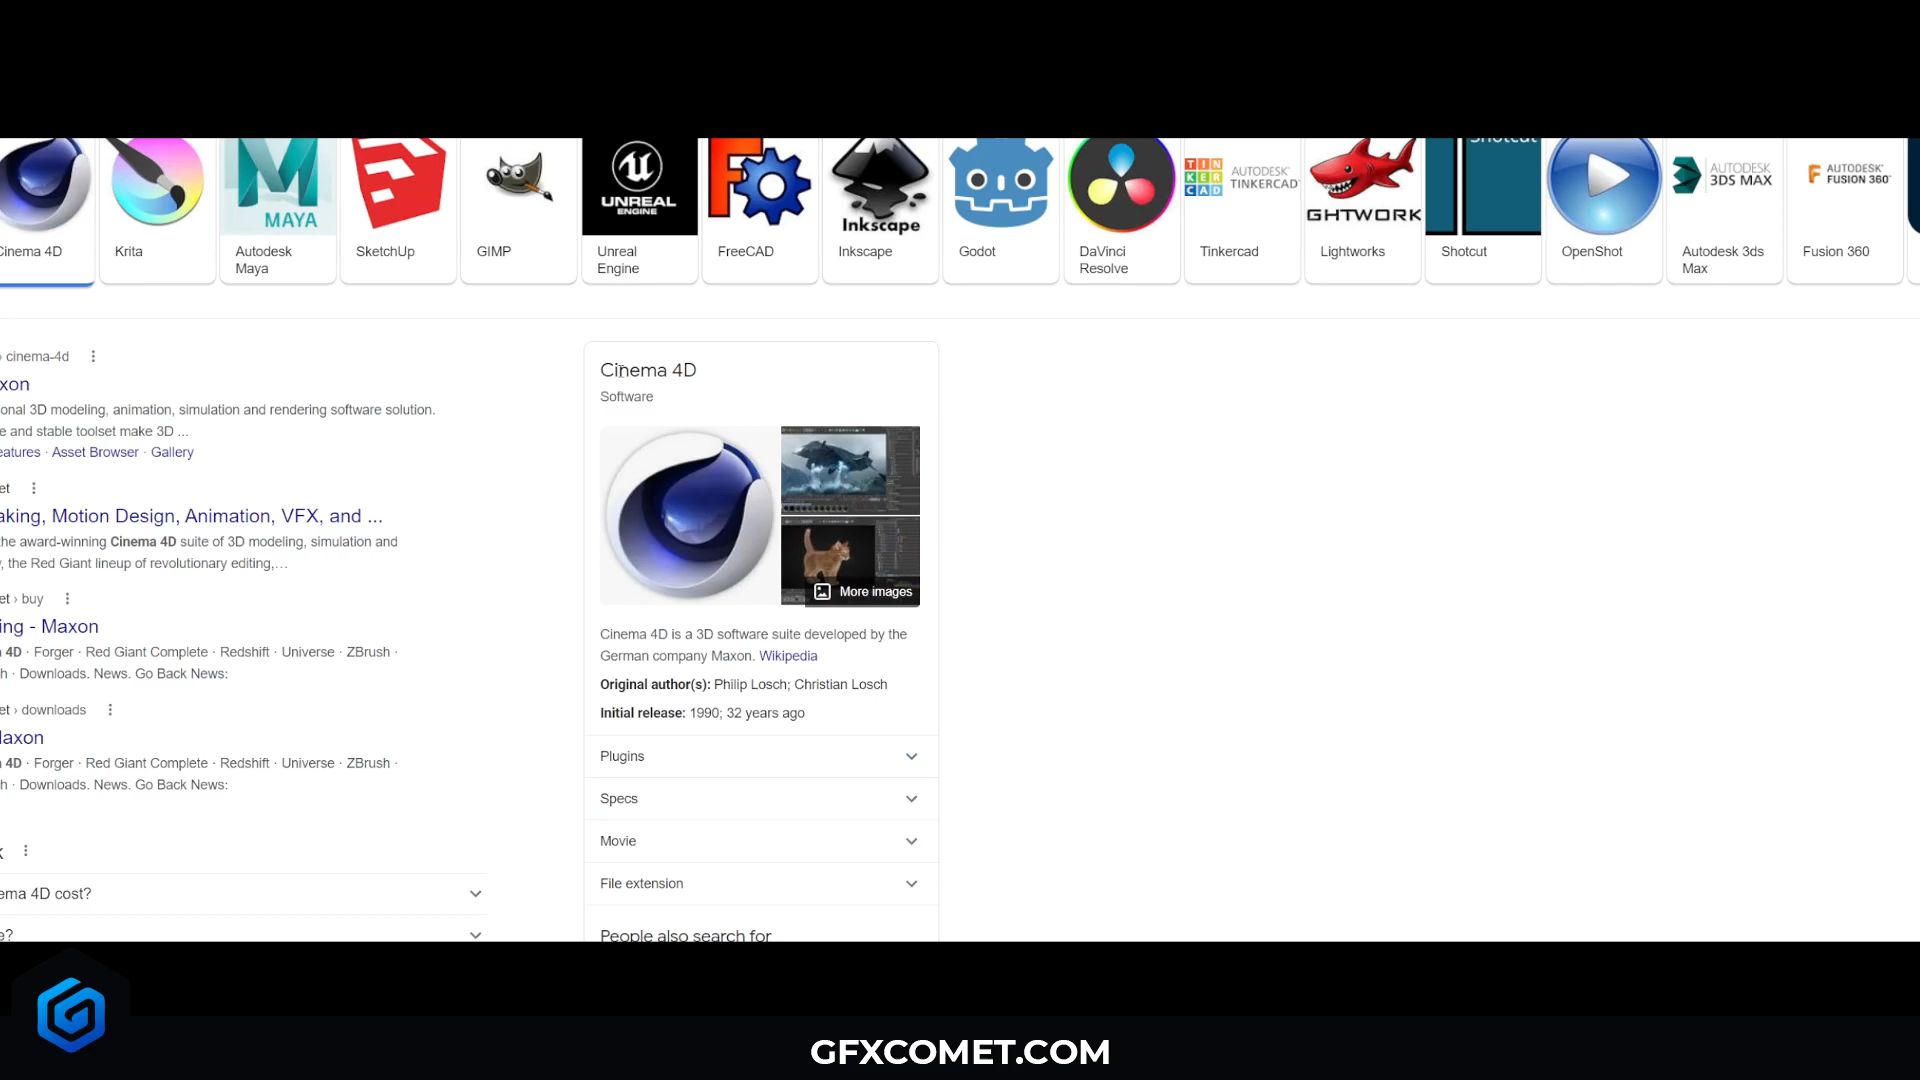 MAYA
UNREAL
ENGINE
Inkscape
TIN
KER
CAD
AUTODESK
TINKERCAD
GHTWORK
Shotcut
AUTODESK
3DS MAX
AUTODESK
FUSION 360
Cinema 4D
Krita
Autodesk
Maya
SketchUp
GIMP
Unreal
Engine
FreeCAD
Inkscape
Godot
DaVinci
Resolve
Tinkercad
Lightworks
Shotcut
OpenShot
Autodesk 3ds
Max
Fusion 360
› cinema-4d
xon
onal 3D modeling, animation, simulation and rendering software solution.
e and stable toolset make 3D ...
eatures · Asset Browser · Gallery
et
aking, Motion Design, Animation, VFX, and ...
the award-winning Cinema 4D suite of 3D modeling, simulation and
, the Red Giant lineup of revolutionary editing,…
et › buy
ing - Maxon
4D · Forger · Red Giant Complete · Redshift · Universe · ZBrush ·
h · Downloads. News. Go Back News:
et › downloads
Maxon
4D · Forger · Red Giant Complete · Redshift · Universe · ZBrush ·
h · Downloads. News. Go Back News:
k
ema 4D cost?
e?
Cinema 4D
Software
More images
Cinema 4D is a 3D software suite developed by the
German company Maxon. Wikipedia
Original author(s): Philip Losch; Christian Losch
Initial release: 1990; 32 years ago
Plugins
Specs
Movie
File extension
People also search for
GFXCOMET.COM